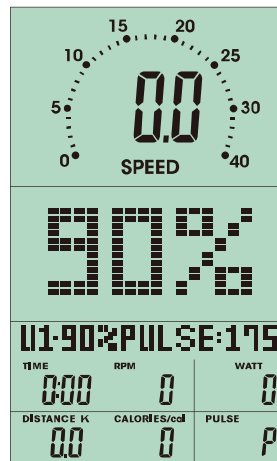 15 20
10 25
5 0.0 30
0 SPEED 40
90%
U1-90%PULSE:175
TIME RPM WATT
0:00 0 0
DISTANCE K CALORIES/cal PULSE
0.0 0 P